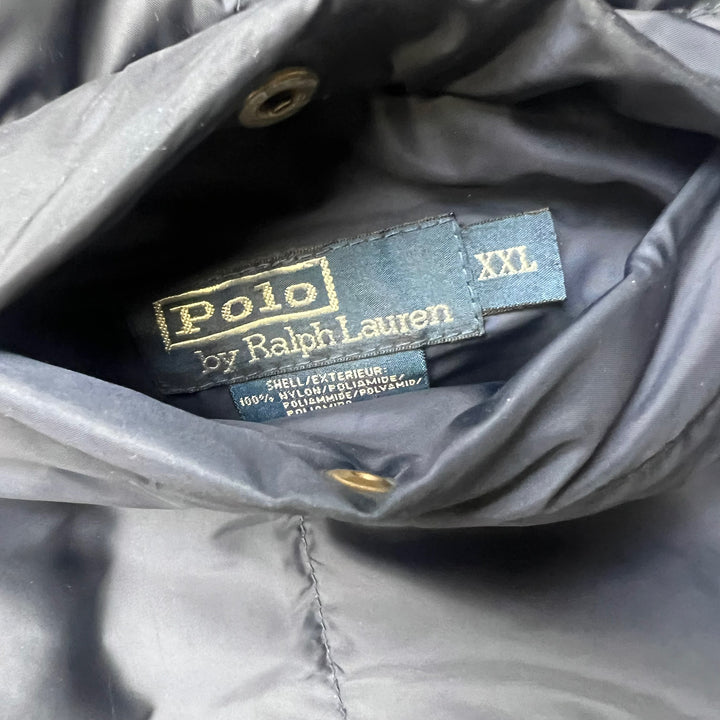 Polo
by Ralph Lauren
XXL
SHELL/EXTERIEUR:
100% NYLON/POLIAMIDE/
POLIAMMIDE/POLYAMID/